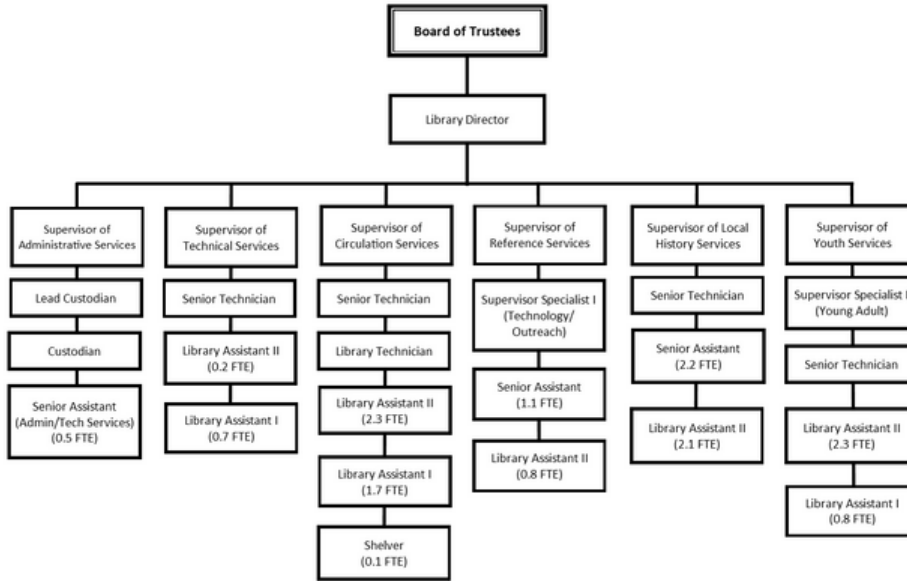 Board of Trustees
Library Director
Supervisor of
Administrative Services
Lead Custodian
Custodian
Senior Assistant
(Admin/Tech Services)
(0.5 FTE)
Supervisor of
Technical Services
Senior Technician
Library Assistant II
(0.2 FTE)
Library Assistant I
(0.7 FTE)
Supervisor of
Circulation Services
Senior Technician
Library Technician
Library Assistant II
(2.3 FTE)
Library Assistant I
(1.7 FTE)
Shelver
(0.1 FTE)
Supervisor of
Reference Services
Supervisor Specialist I
(Technology/
Outreach)
Senior Assistant
(1.1 FTE)
Library Assistant II
(0.8 FTE)
Supervisor of Local
History Services
Senior Technician
Senior Assistant
(2.2 FTE)
Library Assistant II
(2.1 FTE)
Supervisor of
Youth Services
Supervisor Specialist I
(Young Adult)
Senior Technician
Library Assistant II
(2.3 FTE)
Library Assistant I
(0.8 FTE)